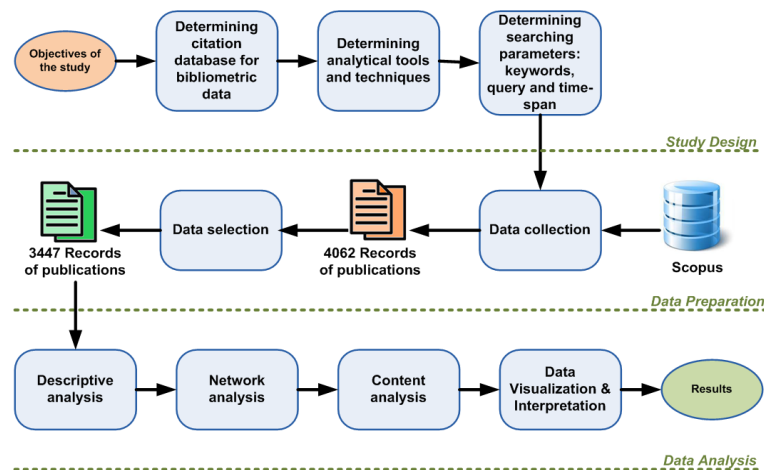 Objectives of
the study
Determining
citation
database for
bibliometric
data
Determining
analytical tools
and techniques
Determining
searching
parameters:
keywords,
query and time-
span
Study Design
3447 Records
of publications
Data selection
4062 Records
of publications
Data collection
Scopus
Data Preparation
Descriptive
analysis
Network
analysis
Content
analysis
Data
Visualization &
Interpretation
Results
Data Analysis